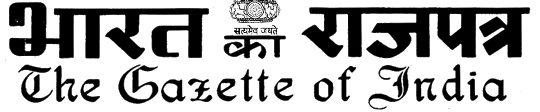 सत्यमेव जयते
भारत का राजपत्र
The Gazette of India